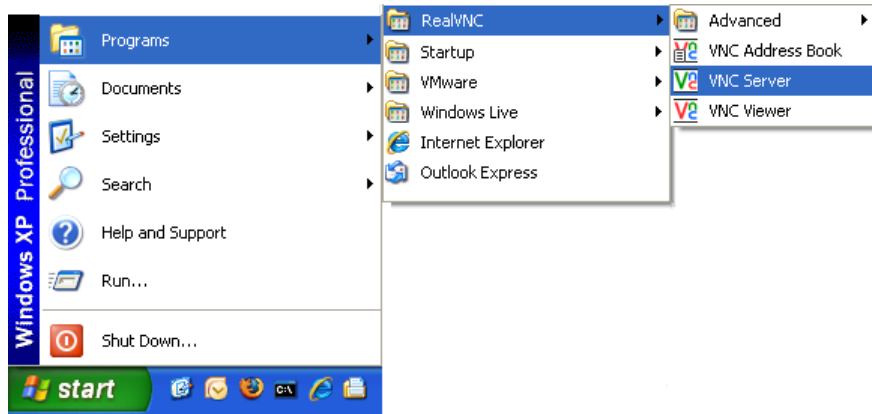 Windows XP Professional
Programs
Documents
Settings
Search
Help and Support
Run...
Shut Down...
start
RealVNC
Startup
VMware
Windows Live
Internet Explorer
Outlook Express
Advanced
VNC Address Book
VNC Server
VNC Viewer